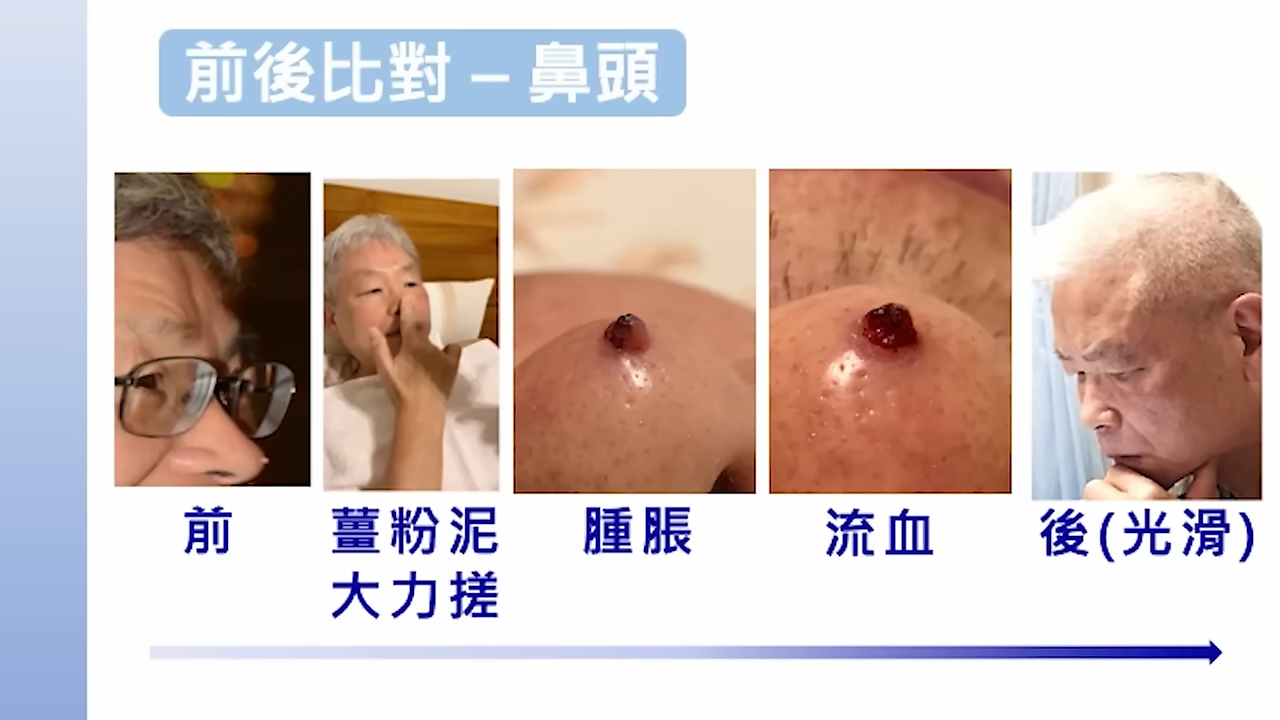 前後比對 – 鼻頭
前
薑粉泥
大力搓
腫脹
流血
後(光滑)